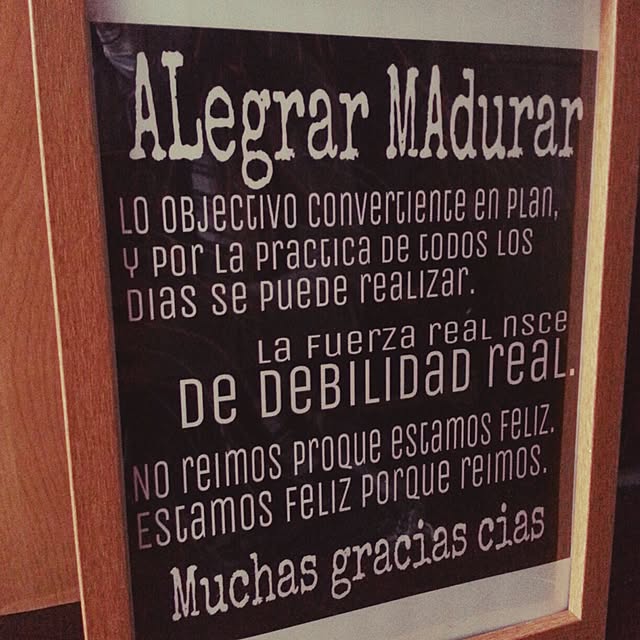 ALegrar MAdurar
LO OBJECTIVO CONVERTIENTE EN PLAN,
Y POR LA PRACTICA DE TODOS LOS
DIAS SE PUEDE REALIZAR.
LA FUERZA REAL NSCE
DE DEBILIDAD REAL.
NO REIMOS PROQUE ESTAMOS FELIZ.
ESTAMOS FELIZ PORQUE REIMOS.
Muchas gracias cias